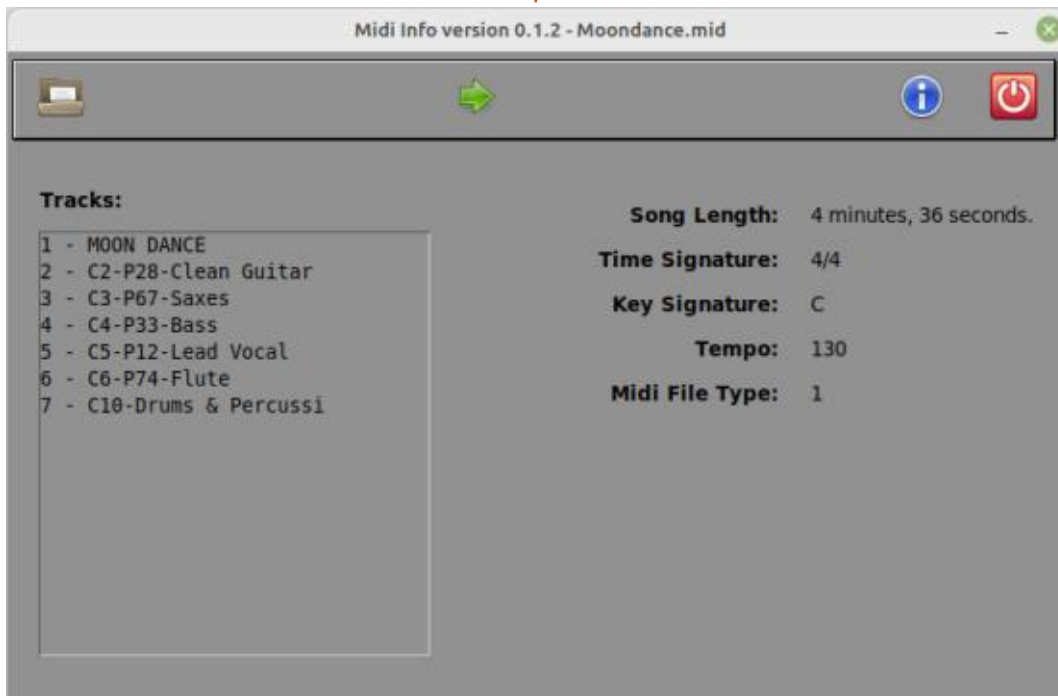 Midi Info version 0.1.2 - Moondance.mid
Tracks:
1 - MOON DANCE
2 - C2-P28-Clean Guitar
3 - C3-P67-Saxes
4 - C4-P33-Bass
5 - C5-P12-Lead Vocal
6 - C6-P74-Flute
7 - C10-Drums & Percussi
Song Length: 4 minutes, 36 seconds.
Time Signature: 4/4
Key Signature: C
Tempo: 130
Midi File Type: 1